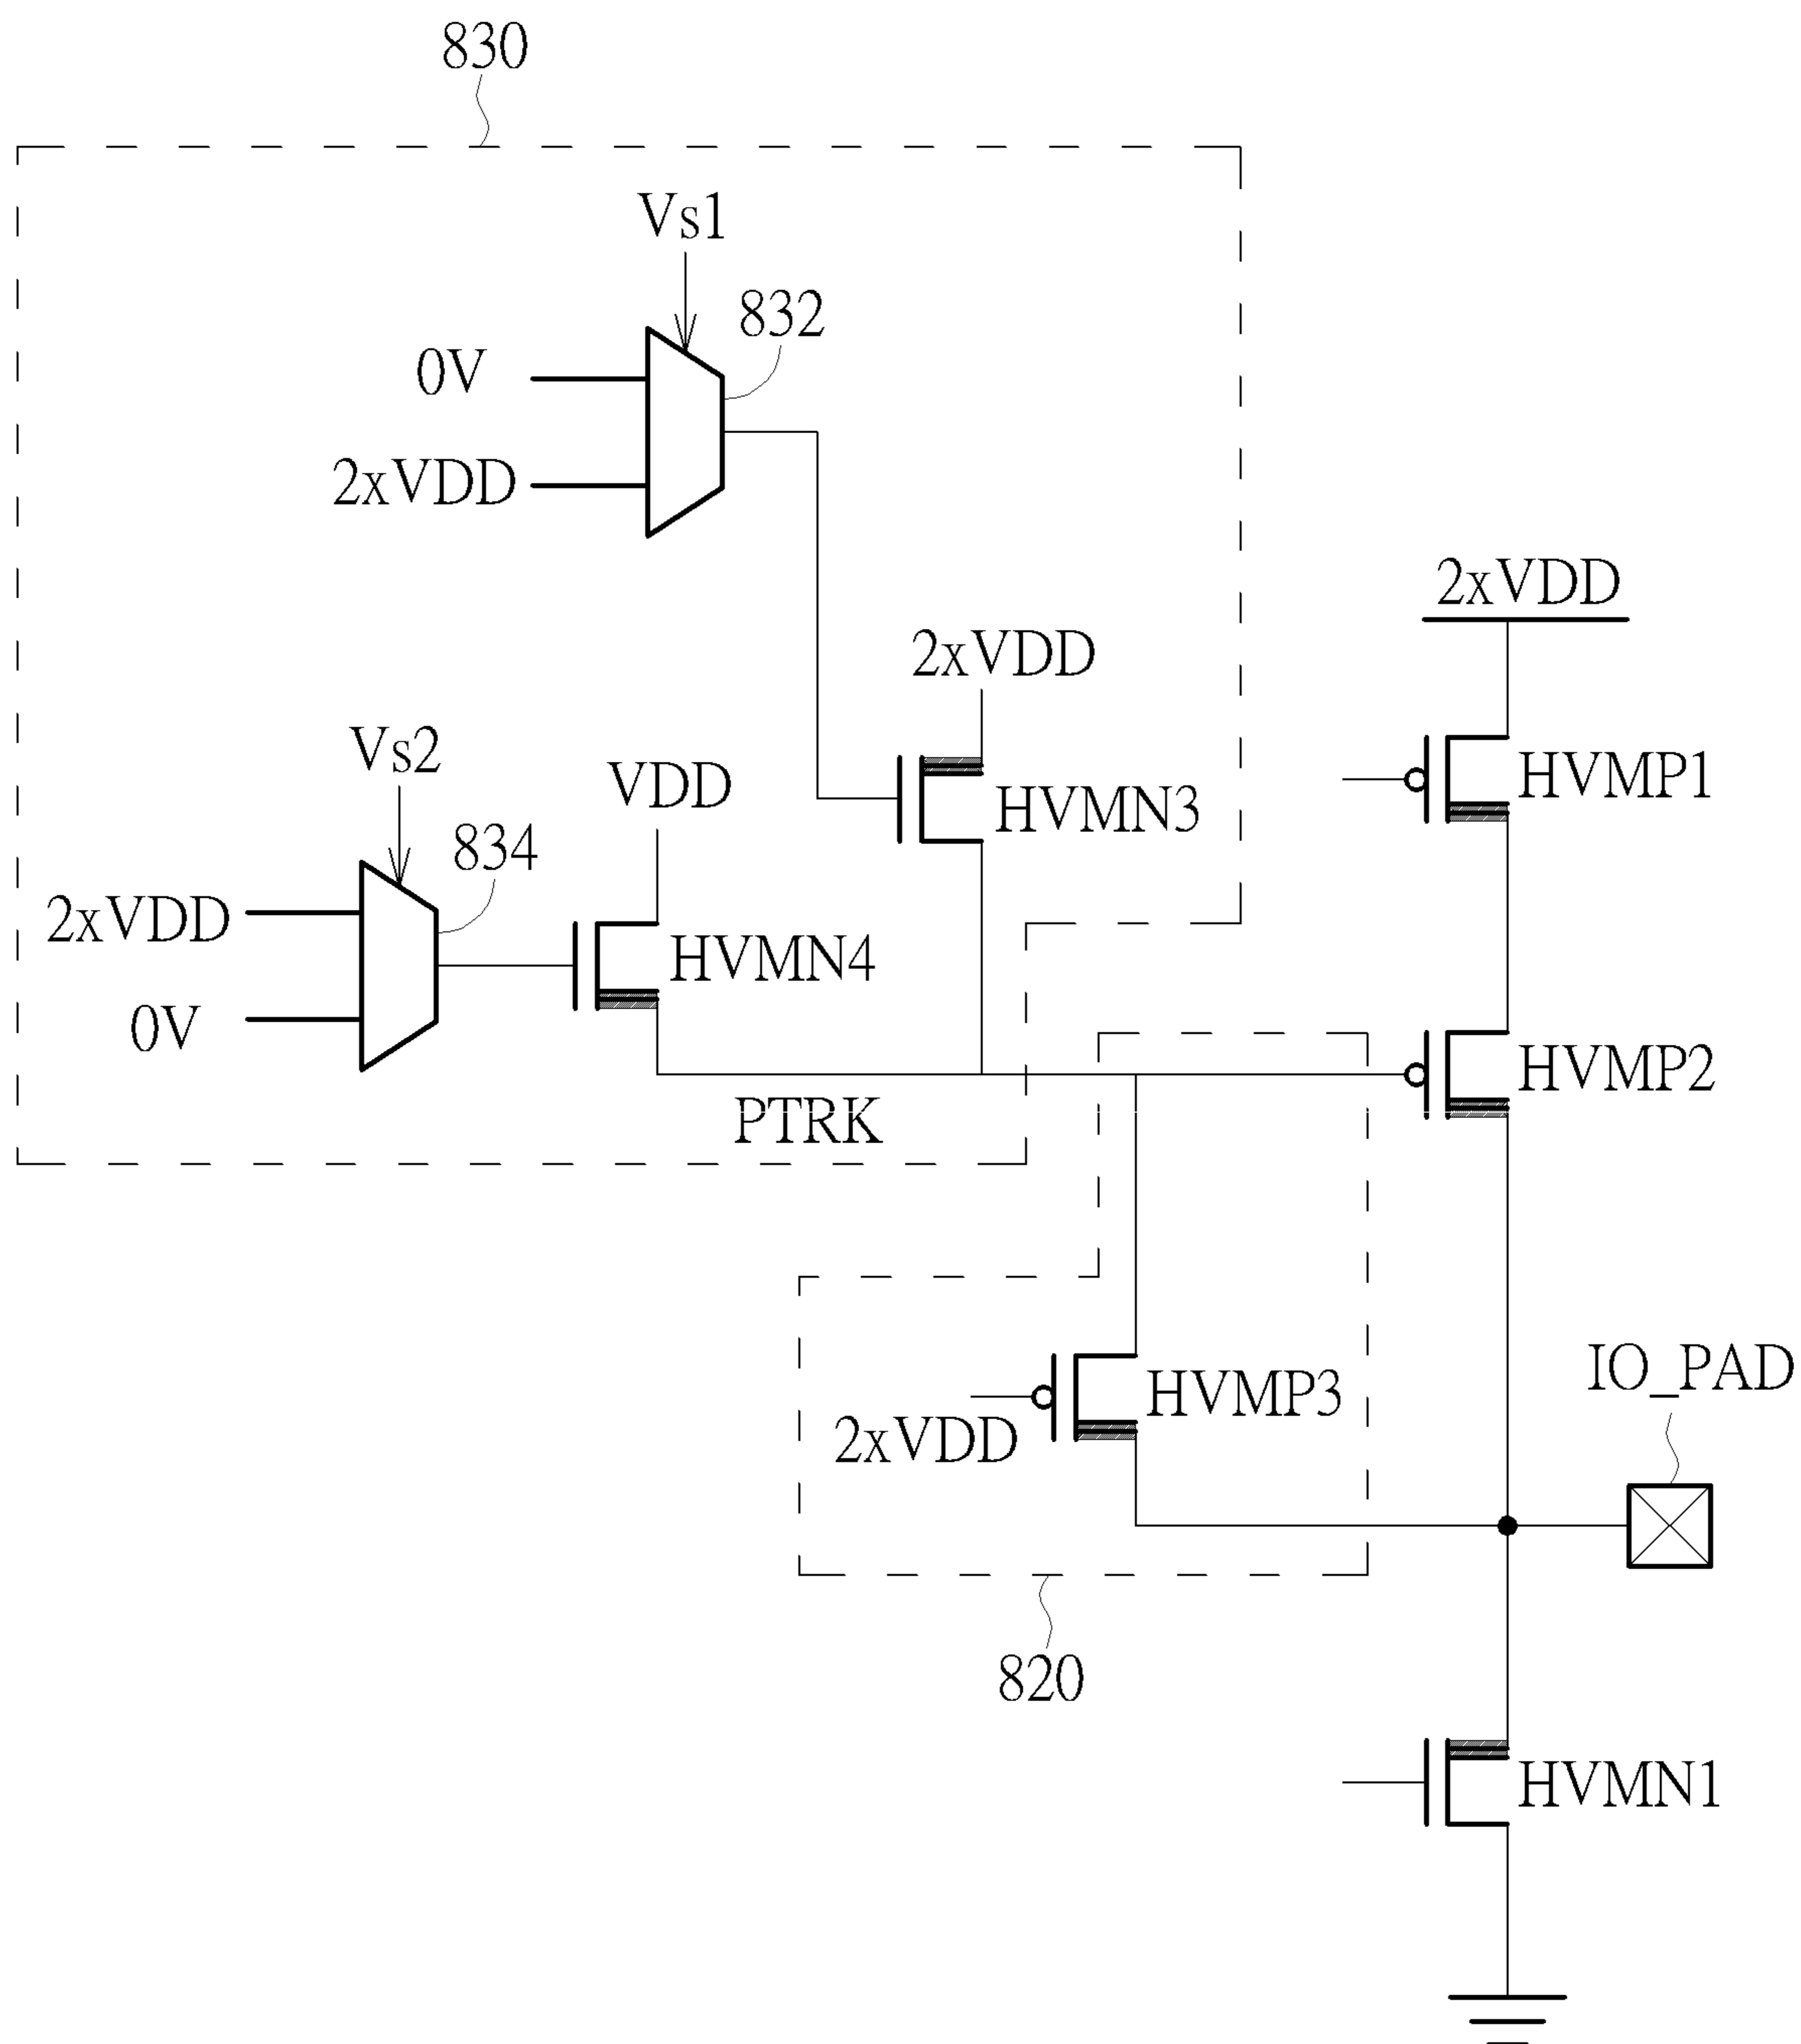 830
Vs1
832
0V
2xVDD
2xVDD
2xVDD
HVMP1
Vs2
VDD
HVMN3
834
2xVDD
HVMN4
0V
HVMP2
PTRK
IO_PAD
HVMP3
2xVDD
820
HVMN1